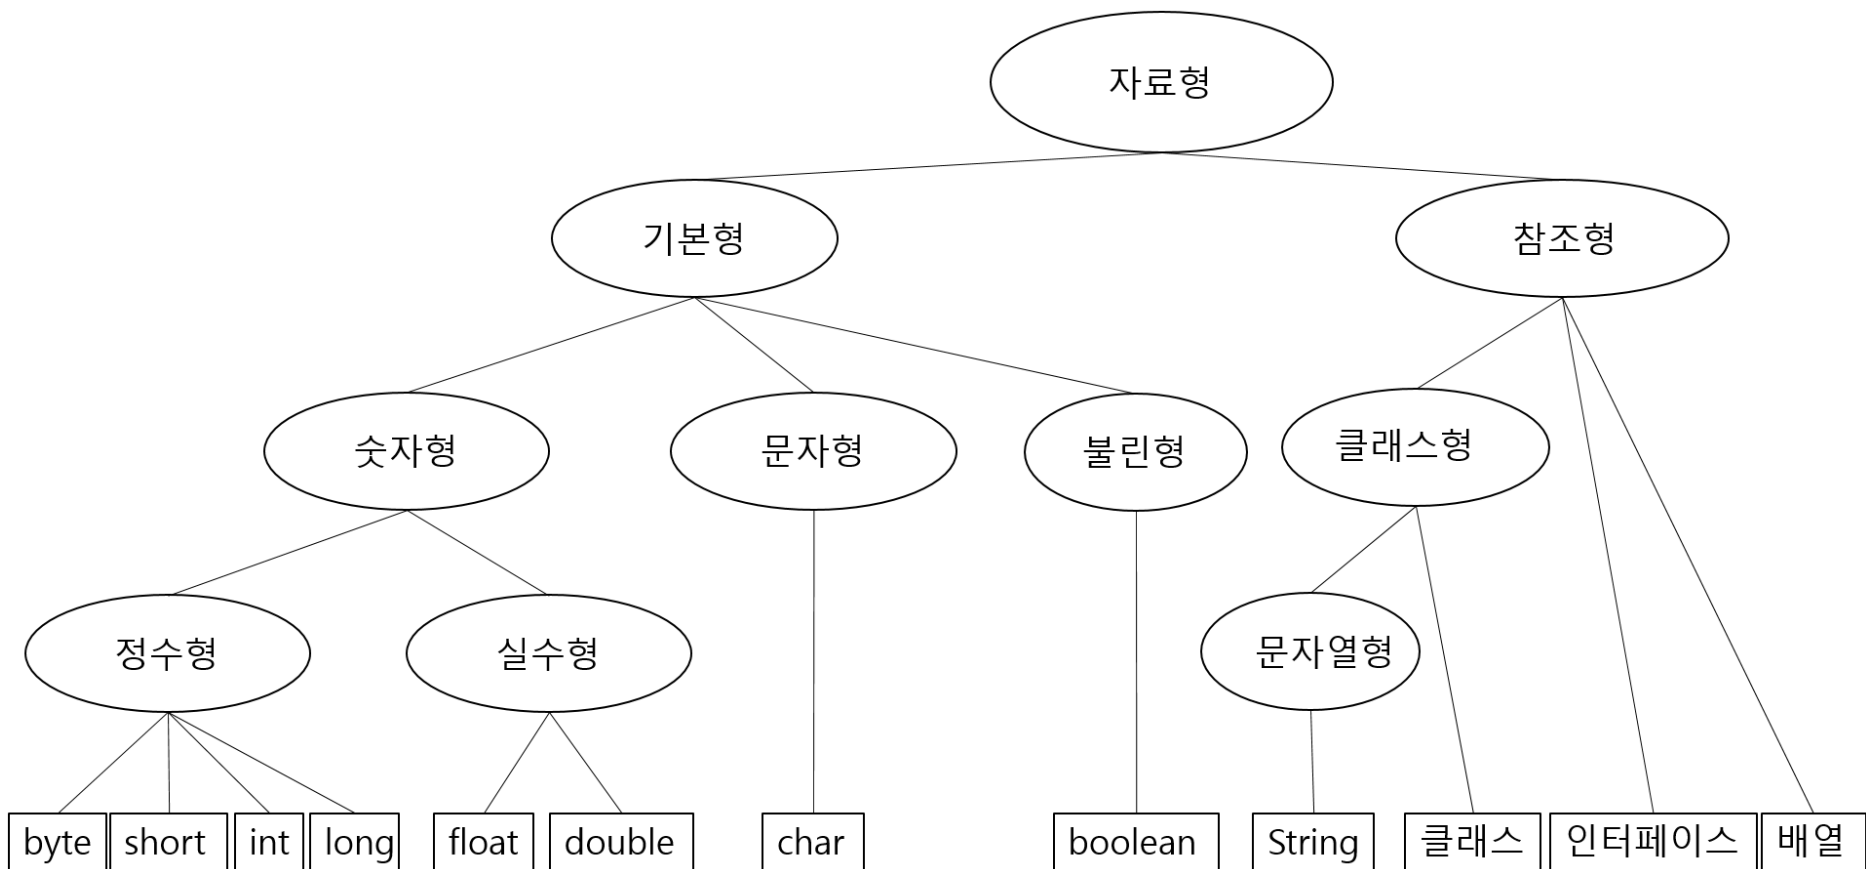 자료형
기본형
참조형
숫자형
문자형
불린형
클래스형
정수형
실수형
문자열형
byte
short
int
long
float
double
char
boolean
String
클래스
인터페이스
배열